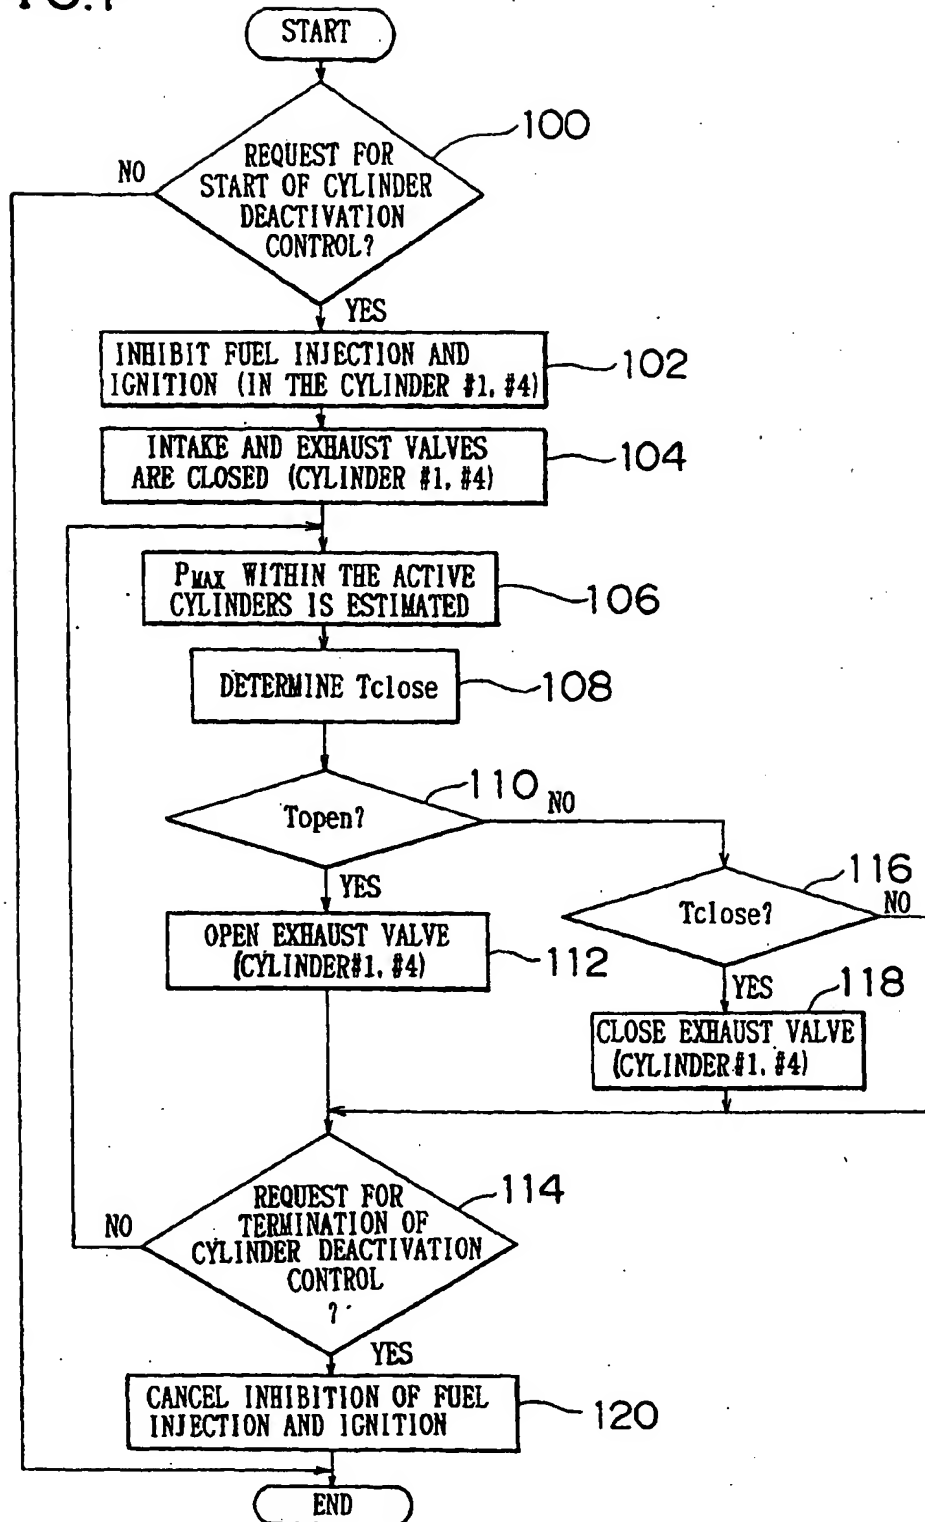 START
100
REQUEST FOR
START OF CYLINDER
DEACTIVATION
CONTROL?
NO
YES
INHIBIT FUEL INJECTION AND
IGNITION (IN THE CYLINDER #1, #4)
102
INTAKE AND EXHAUST VALVES
ARE CLOSED (CYLINDER #1, #4)
104
PMAX WITHIN THE ACTIVE
CYLINDERS IS ESTIMATED
106
DETERMINE Tclose
108
Topen?
110
NO
YES
OPEN EXHAUST VALVE
(CYLINDER#1, #4)
112
Tclose?
116
NO
YES
CLOSE EXHAUST VALVE
(CYLINDER#1, #4)
118
REQUEST FOR
TERMINATION OF
CYLINDER DEACTIVATION
CONTROL
?
114
NO
YES
CANCEL INHIBITION OF FUEL
INJECTION AND IGNITION
120
END